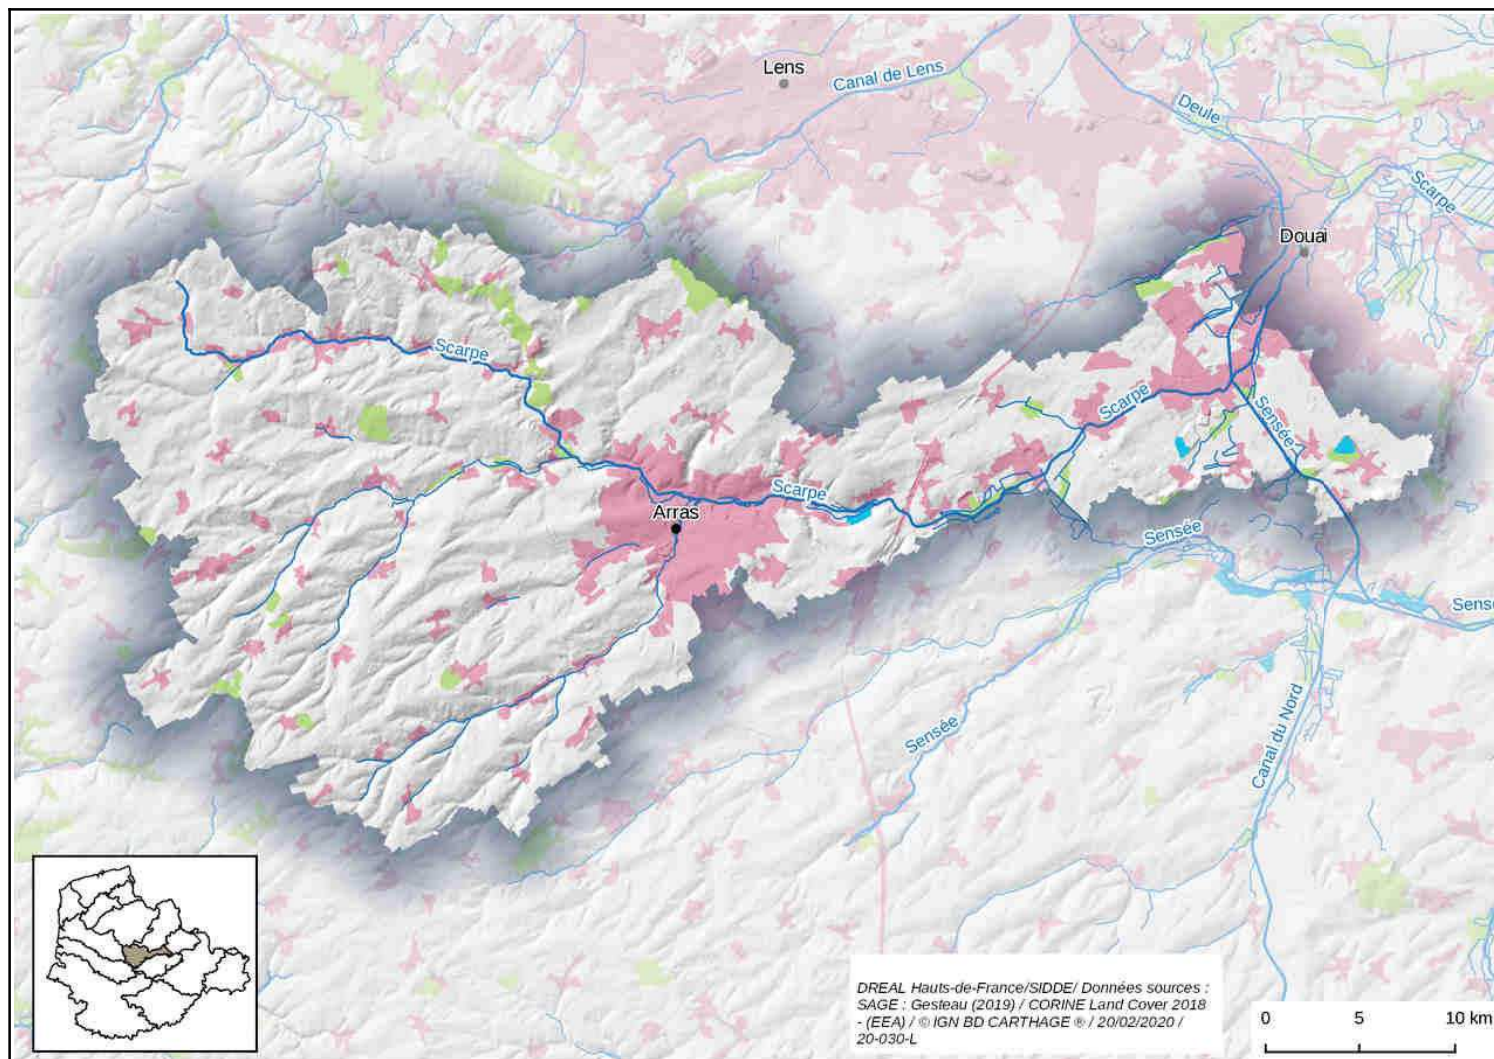 Lens
Canal de Lens
Deule
Scarpe
Douai
Scarpe
Scarpe
Sensée
Scarpe
Arras
Sensée
Sensé
Sensée
Canal du Nord
DREAL Hauts-de-France/SIDDE/ Données sources :
SAGE : Gesteau (2019) / CORINE Land Cover 2018
- (EEA) / © IGN BD CARTHAGE ® / 20/02/2020 /
20-030-L
0 5 10 km